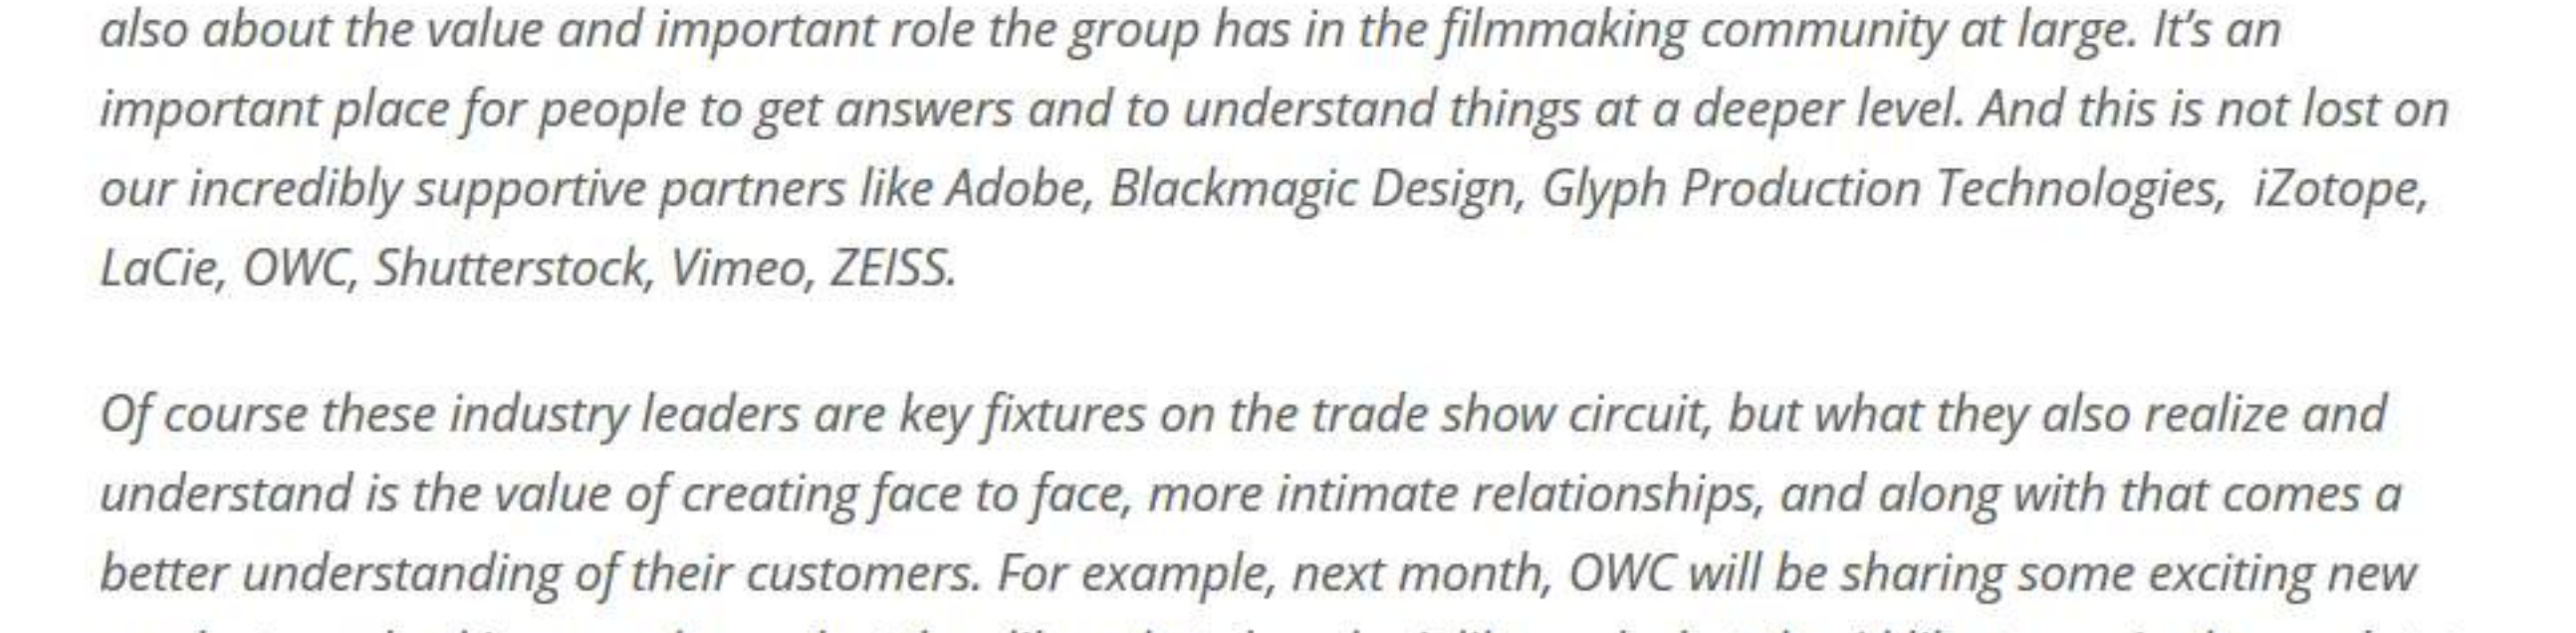 also about the value and important role the group has in the filmmaking community at large. It’s an
important place for people to get answers and to understand things at a deeper level. And this is not lost on
our incredibly supportive partners like Adobe, Blackmagic Design, Glyph Production Technologies,  iZotope,
LaCie, OWC, Shutterstock, Vimeo, ZEISS.
Of course these industry leaders are key fixtures on the trade show circuit, but what they also realize and
understand is the value of creating face to face, more intimate relationships, and along with that comes a
better understanding of their customers. For example, next month, OWC will be sharing some exciting new